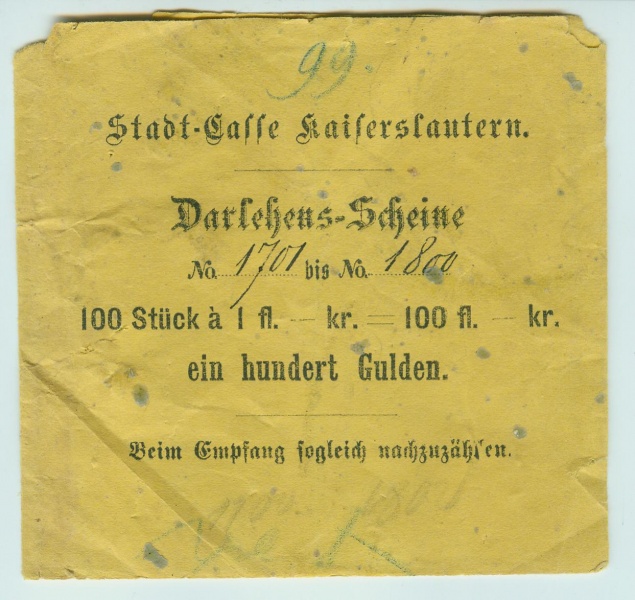 99.
Stadt-Casse Kaiserslautern.
Darlehens-Scheine
No. 1701 bis No. 1800
100 Stück à 1 fl. — kr. = 100 fl. — kr.
ein hundert Gulden.
Beim Empfang sogleich nachzuzählen.